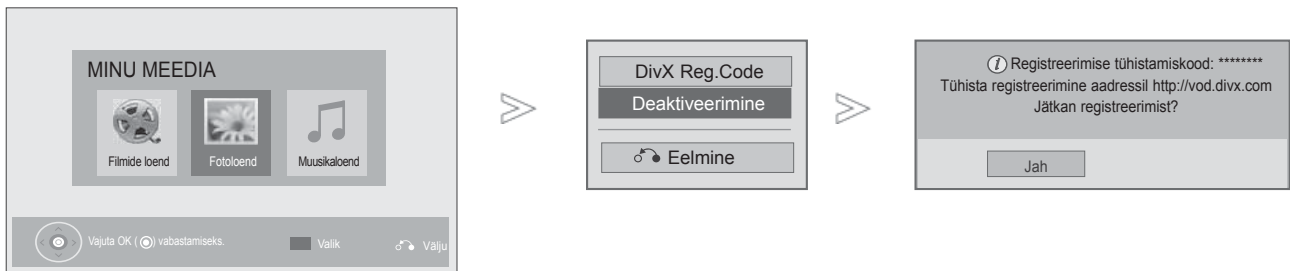 MINU MEEDIA
Filmide loend
Fotoloend
Muusikaloend
Vajuta OK ( ) vabastamiseks.
Valik
Välju
DivX Reg.Code
Deaktiveerimine
Eelmine
Registreerimise tühistamiskood: ********
Tühista registreerimine aadressil http://vod.divx.com
Jätkan registreerimist?
Jah